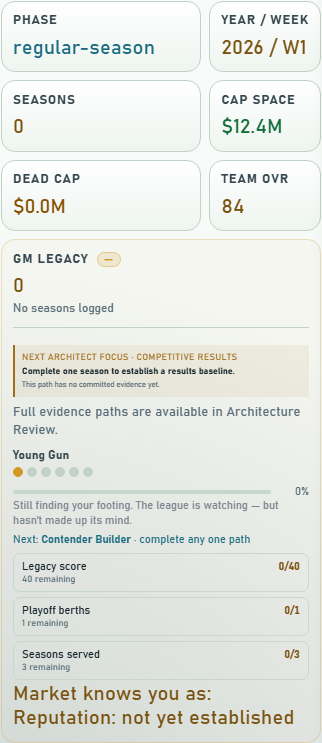 PHASE
regular-season
YEAR / WEEK
2026 / W1
SEASONS
0
CAP SPACE
$12.4M
DEAD CAP
$0.0M
TEAM OVR
84
GM LEGACY —
0
No seasons logged
NEXT ARCHITECT FOCUS · COMPETITIVE RESULTS
Complete one season to establish a results baseline.
This path has no committed evidence yet.
Full evidence paths are available in Architecture
Review.
Young Gun
0%
Still finding your footing. The league is watching — but
hasn't made up its mind.
Next: Contender Builder · complete any one path
Legacy score 0/40
40 remaining
Playoff berths 0/1
1 remaining
Seasons served 0/3
3 remaining
Market knows you as:
Reputation: not yet established